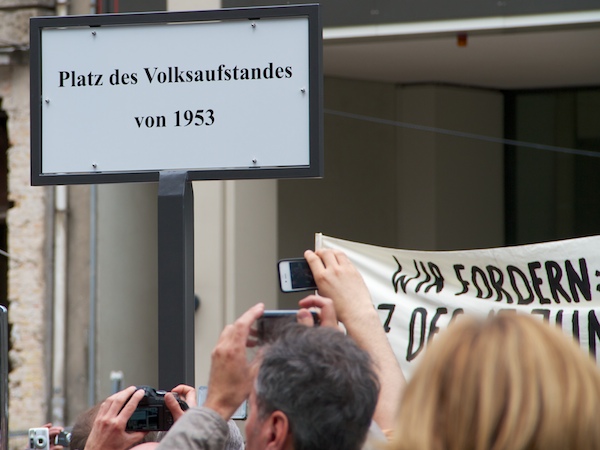 Platz des Volksaufstandes
von 1953
WIR FORDERN: